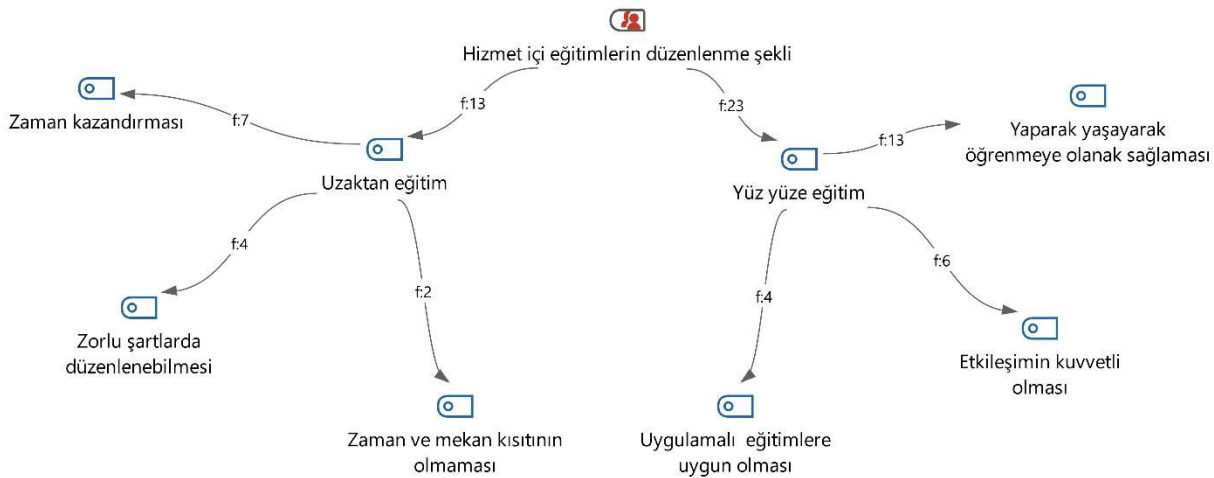 Hizmet içi eğitimlerin düzenlenme şekli
f:13
f:23
Zaman kazandırması
f:7
Uzaktan eğitim
Yüz yüze eğitim
f:13
Yaparak yaşayarak
öğrenmeye olanak sağlaması
f:4
f:2
f:4
f:6
Zorlu şartlarda
düzenlenebilmesi
Zaman ve mekan kısıtının
olmaması
Uygulamalı eğitimlere
uygun olması
Etkileşimin kuvvetli
olması